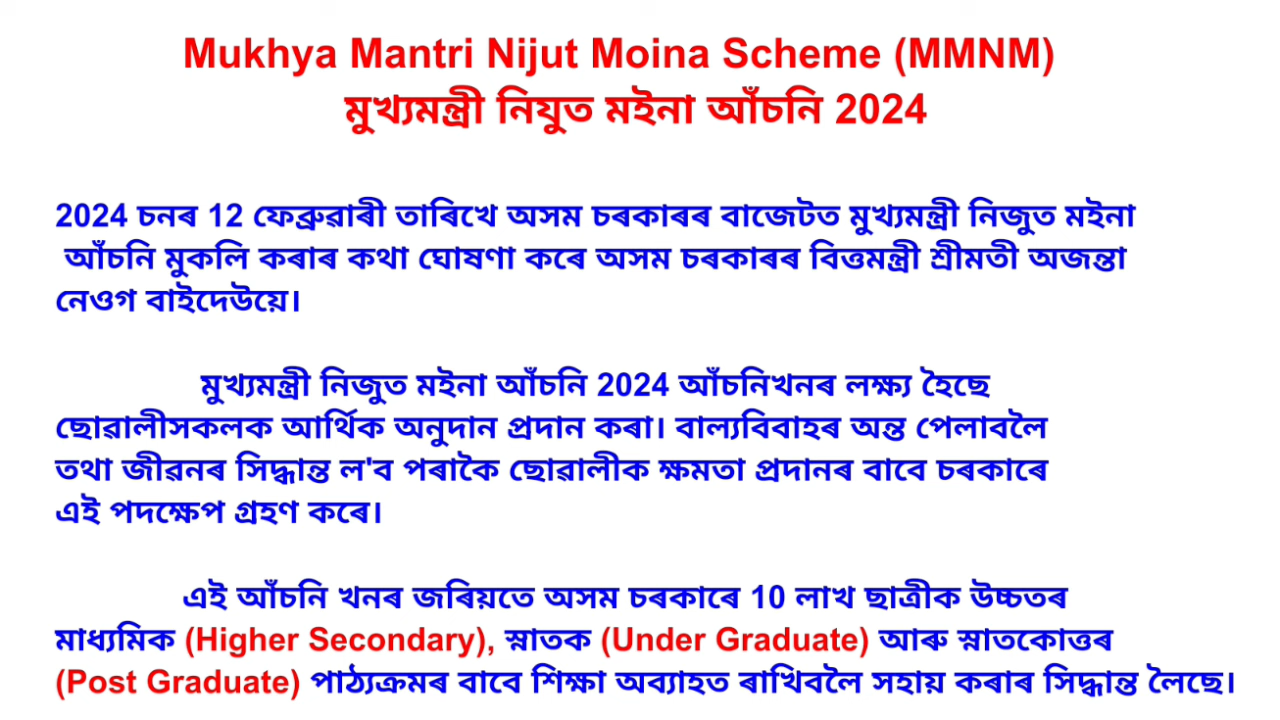 Mukhya Mantri Nijut Moina Scheme (MMNM)
মুখ্যমন্ত্ৰী নিযুত মইনা আঁচনি 2024
2024 চনৰ 12 ফেব্ৰুৱাৰী তাৰিখে অসম চৰকাৰৰ বাজেটত মুখ্যমন্ত্ৰী নিজুত মইনা
আঁচনি মুকলি কৰাৰ কথা ঘোষণা কৰে অসম চৰকাৰৰ বিত্তমন্ত্ৰী শ্ৰীমতী অজন্তা
নেওগ বাইদেউয়ে।
মুখ্যমন্ত্ৰী নিজুত মইনা আঁচনি 2024 আঁচনিখনৰ লক্ষ্য হৈছে
ছোৱালীসকলক আৰ্থিক অনুদান প্ৰদান কৰা। বাল্যবিবাহৰ অন্ত পেলাবলৈ
তথা জীৱনৰ সিদ্ধান্ত ল'ব পৰাকৈ ছোৱালীক ক্ষমতা প্ৰদানৰ বাবে চৰকাৰে
এই পদক্ষেপ গ্ৰহণ কৰে।
এই আঁচনি খনৰ জৰিয়তে অসম চৰকাৰে 10 লাখ ছাত্ৰীক উচ্চতৰ
মাধ্যমিক (Higher Secondary), স্নাতক (Under Graduate) আৰু স্নাতকোত্তৰ
(Post Graduate) পাঠ্যক্ৰমৰ বাবে শিক্ষা অব্যাহত ৰাখিবলৈ সহায় কৰাৰ সিদ্ধান্ত লৈছে।